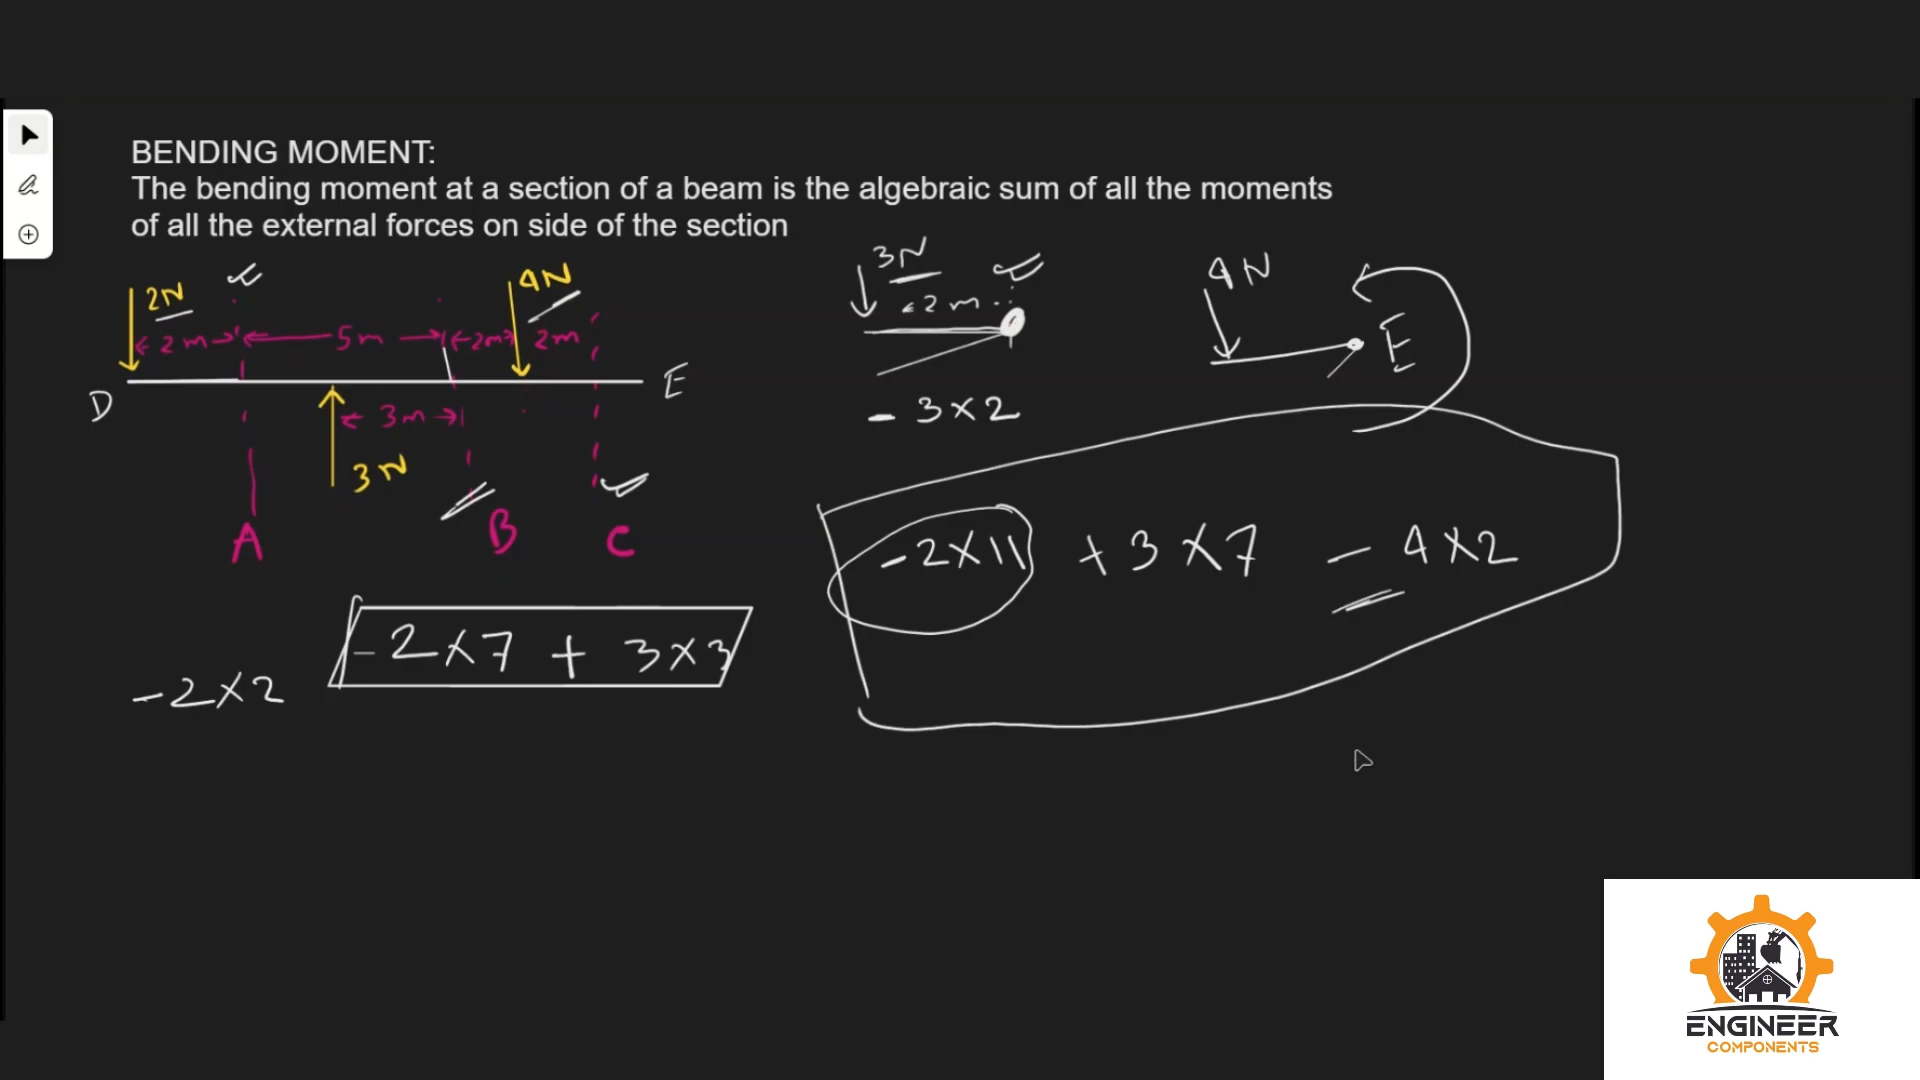 BENDING MOMENT:
The bending moment at a section of a beam is the algebraic sum of all the moments
of all the external forces on side of the section
2N
4N
2m
5m
2m
2m
D
E
3m
3N
A
B
C
3N
2m
- 3×2
4N
E
-2×11 + 3×7 - 4×2
-2×7 + 3×3
-2×2
ENGINEER
COMPONENTS